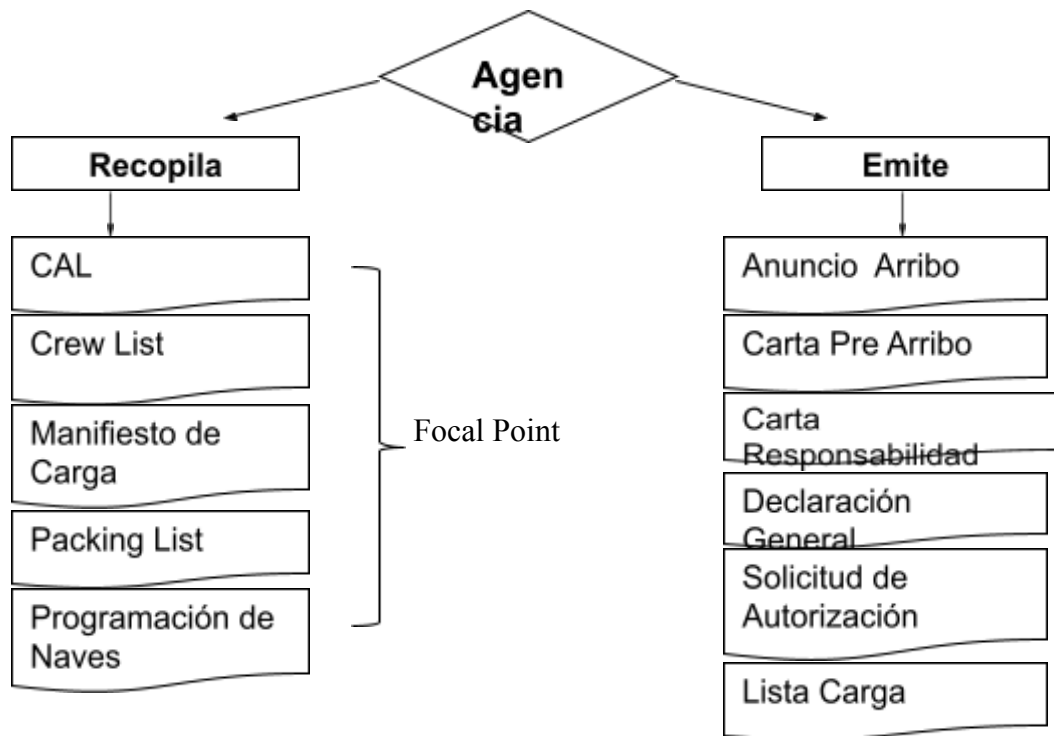 Agen
cia
Recopila
Emite
CAL
Crew List
Manifiesto de
Carga
Packing List
Programación de
Naves
Focal Point
Anuncio Arribo
Carta Pre Arribo
Carta
Responsabilidad
Declaración
General
Solicitud de
Autorización
Lista Carga